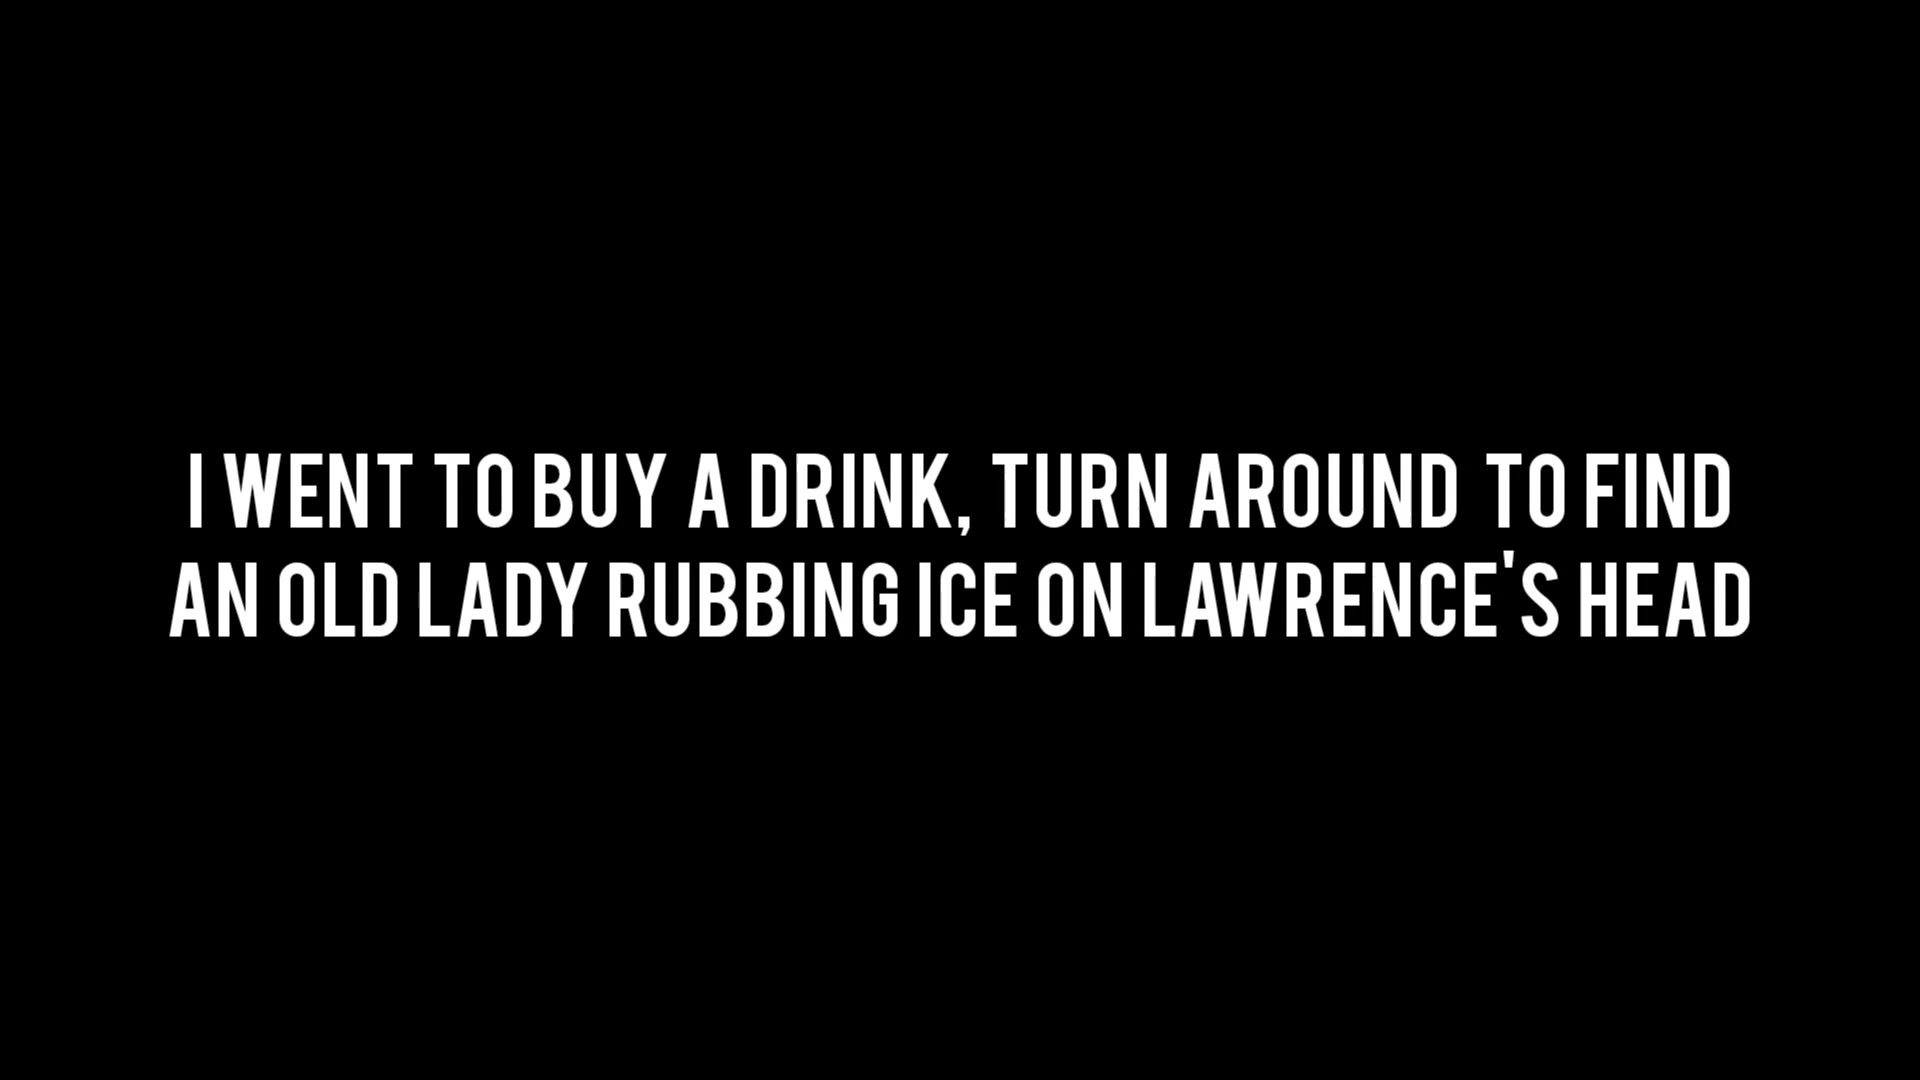 I WENT TO BUY A DRINK, TURN AROUND TO FIND
AN OLD LADY RUBBING ICE ON LAWRENCE'S HEAD